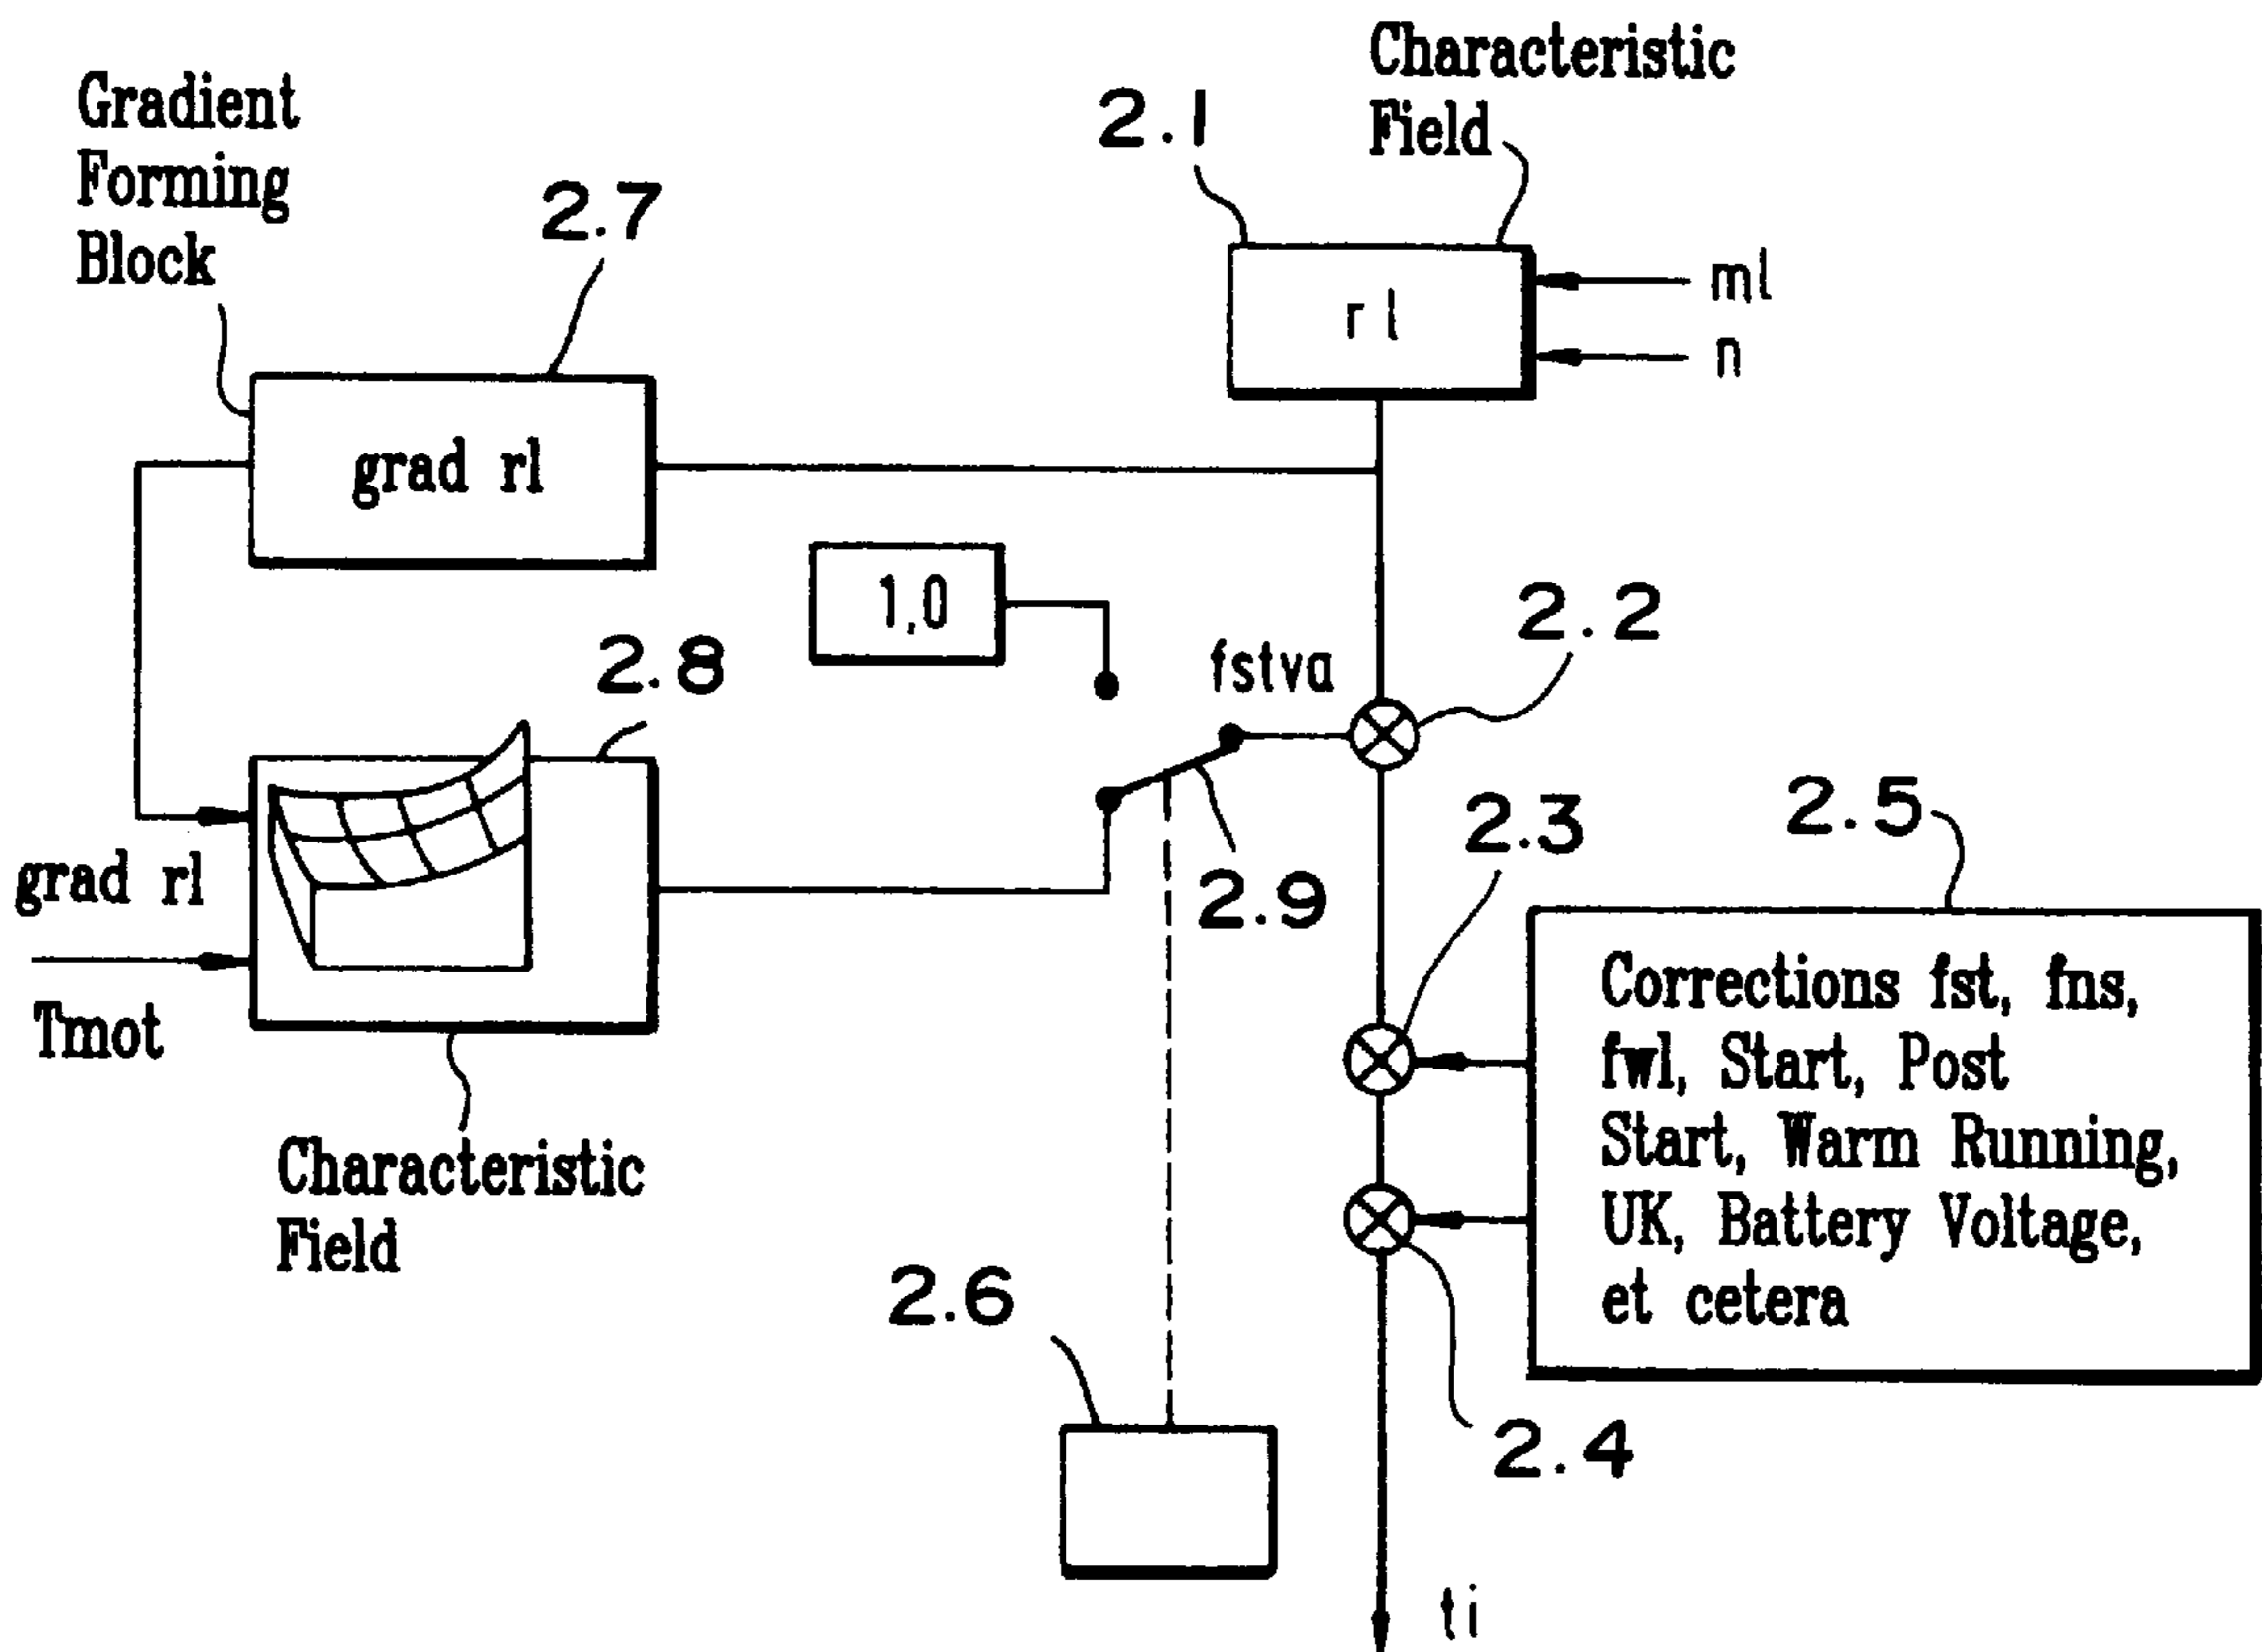 Gradient
Forming
Block
2.7
2.1
Characteristic
Field
ml
n
rl
grad rl
1,0
2.8
fstva
2.2
2.3
2.5
grad rl
Tmot
2.9
Corrections fst, fns,
fwl, Start, Post
Start, Warm Running,
UK, Battery Voltage,
et cetera
Characteristic
Field
2.6
2.4
ti